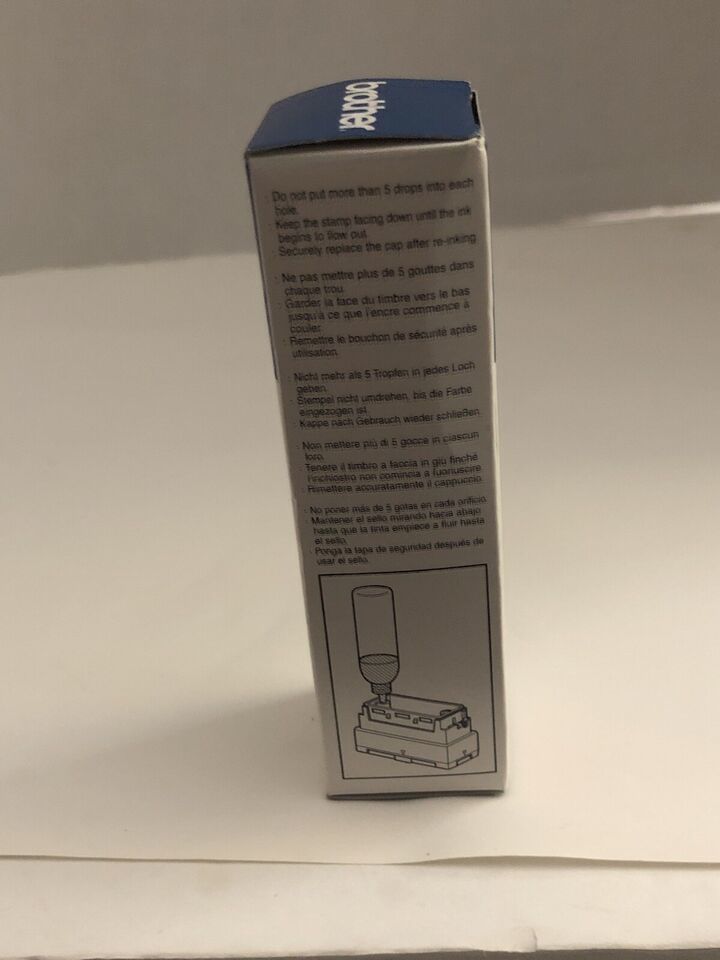 brother
· Do not put more than 5 drops into each
hole.
· Keep the stamp facing down until the ink
begins to flow out.
· Securely replace the cap after re-inking
· Ne pas mettre plus de 5 gouttes dans
chaque trou.
· Garder la face du timbre vers le bas
jusqu'à ce que l'encre commence à
couler.
· Remettre le bouchon de sécurité après
utilisation.
· Nicht mehr als 5 Tropfen in jedes Loch
geben.
· Stempel nicht umdrehen, bis die Farbe
eingezogen ist.
· Kappe nach Gebrauch wieder schließen.
· Non mettere più di 5 gocce in ciascun
foro.
· Tenere il timbro a faccia in giù finché
l'inchiostro non comincia a fuoriuscire.
· Rimettere accuratamente il cappuccio.
· No poner más de 5 gotas en cada orificio.
· Mantener el sello mirando hacia abajo
hasta que la tinta empiece a fluir hasta
el sello.
· Ponga la tapa de seguridad después de
usar el sello.